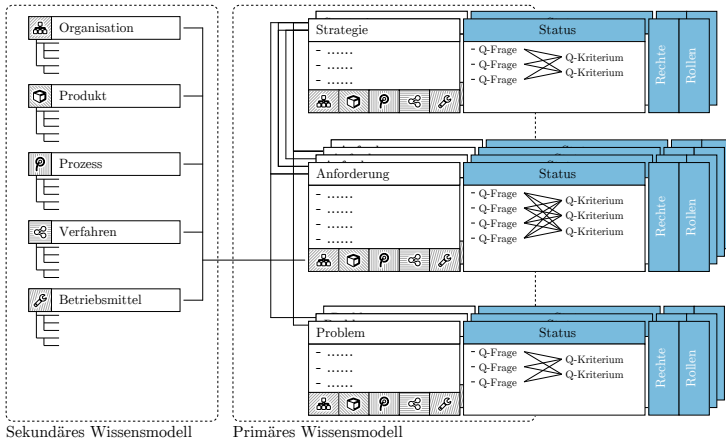 Organisation
Produkt
Prozess
Verfahren
Betriebsmittel
Sekundäres Wissensmodell
Strategie
- ......
- ......
- ......
Status
- Q-Frage
- Q-Frage
- Q-Frage
Q-Kriterium
Q-Kriterium
Rechte
Rollen
Anforderung
- ......
- ......
- ......
- ......
Status
- Q-Frage
- Q-Frage
- Q-Frage
- Q-Frage
Q-Kriterium
Q-Kriterium
Q-Kriterium
Rechte
Rollen
Problem
- ......
- ......
- ......
Status
- Q-Frage
- Q-Frage
- Q-Frage
Q-Kriterium
Q-Kriterium
Rechte
Rollen
Primäres Wissensmodell